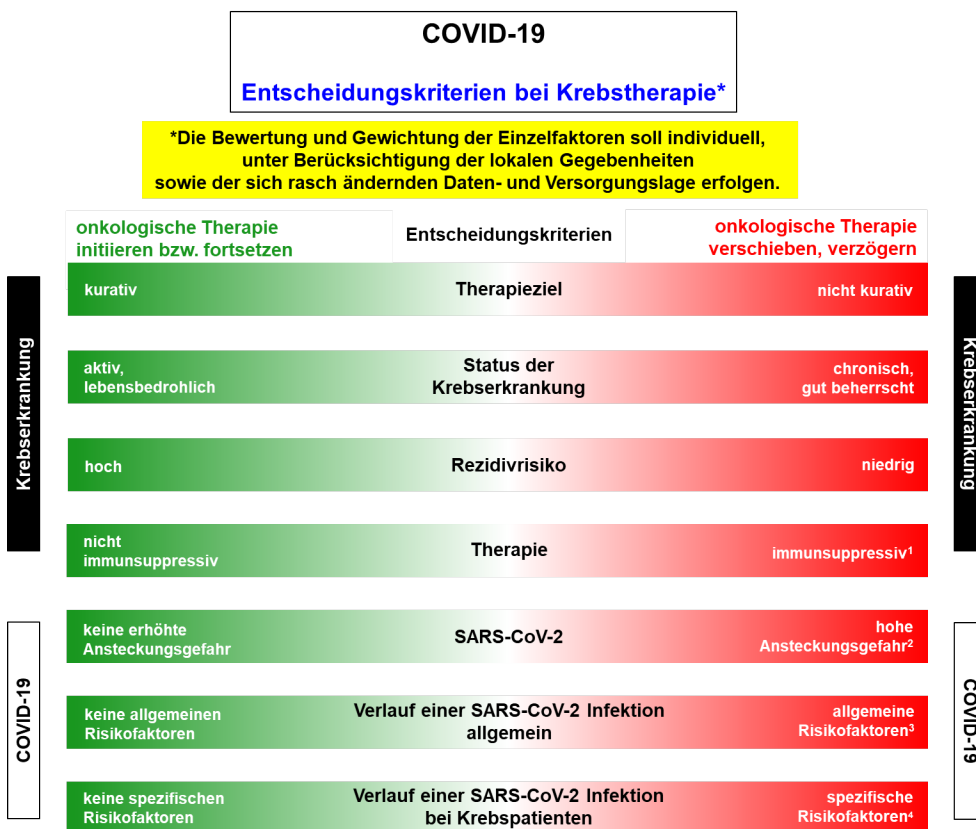 COVID-19
Entscheidungskriterien bei Krebstherapie*
*Die Bewertung und Gewichtung der Einzelfaktoren soll individuell,
unter Berücksichtigung der lokalen Gegebenheiten
sowie der sich rasch ändernden Daten- und Versorgungslage erfolgen.
onkologische Therapie
initiieren bzw. fortsetzen
Entscheidungskriterien
onkologische Therapie
verschieben, verzögern
Krebserkrankung
kurativ
Therapieziel
nicht kurativ
aktiv,
lebensbedrohlich
Status der
Krebserkrankung
chronisch,
gut beherrscht
hoch
Rezidivrisiko
niedrig
nicht
immunsuppressiv
Therapie
immunsuppressiv¹
Krebserkrankung
COVID-19
keine erhöhte
Ansteckungsgefahr
SARS-CoV-2
hohe
Ansteckungsgefahr²
keine allgemeinen
Risikofaktoren
Verlauf einer SARS-CoV-2 Infektion
allgemein
allgemeine
Risikofaktoren³
keine spezifischen
Risikofaktoren
Verlauf einer SARS-CoV-2 Infektion
bei Krebspatienten
spezifische
Risikofaktoren⁴
COVID-19